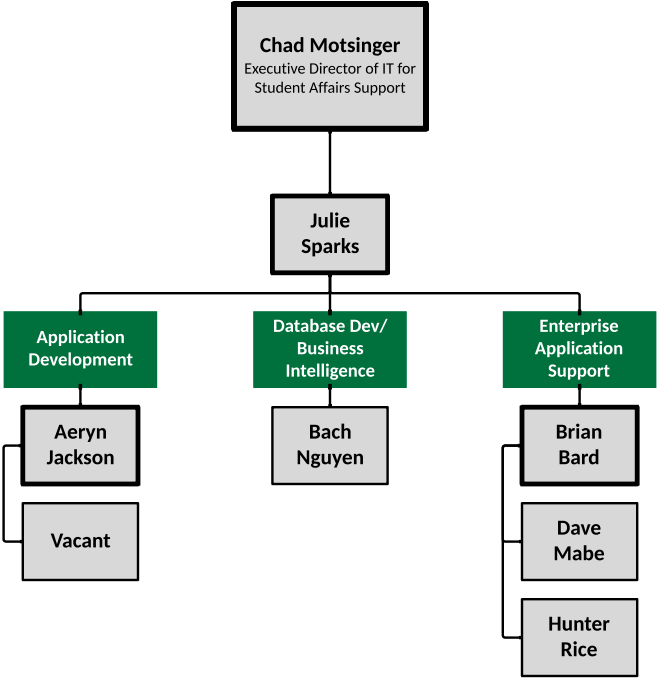 Chad Motsinger
Executive Director of IT for
Student Affairs Support
Julie
Sparks
Application
Development
Database Dev/
Business
Intelligence
Enterprise
Application
Support
Aeryn
Jackson
Bach
Nguyen
Brian
Bard
Vacant
Dave
Mabe
Hunter
Rice